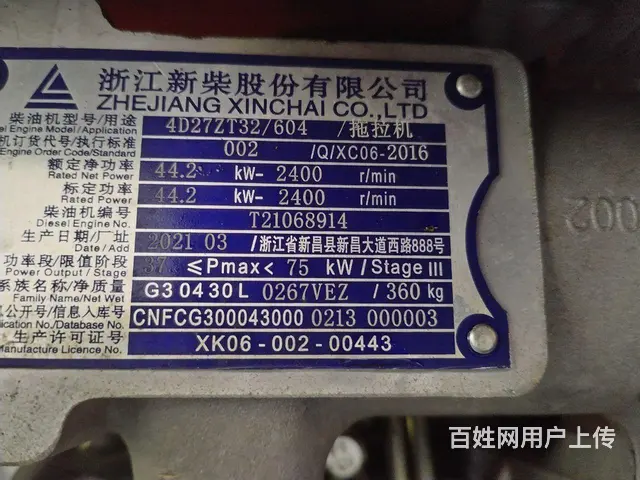 浙江新柴股份有限公司
ZHEJIANG XINCHAI CO.,LTD
柴油机型号/用途 4D27ZT32/604 /拖拉机
el Engine Model/Application
机订货代号/执行标准 002 /Q/XC06-2016
Engine Order Code/Standard
额定净功率 44.2 kW- 2400 r/min
Rated Net Power
标定功率 44.2 kW- 2400 r/min
Rated Power
柴油机编号 T21068914
Diesel Engine No.
生产日期/厂址 2021 03 /浙江省新昌县新昌大道西路888号
Date / Add
功率段/限值阶段 37 ≤Pmax< 75 kW/Stage III
Power Output / Stage
系族名称/净质量 G30430L 0267VEZ /360kg
Family Name/Net Wet
息公开号/信息入库号 CNFCG300043000 0213 000003
ication No./Database No.
生产许可证号 XK06-002-00443
Manufacture Licence No.
002
百姓网用户上传